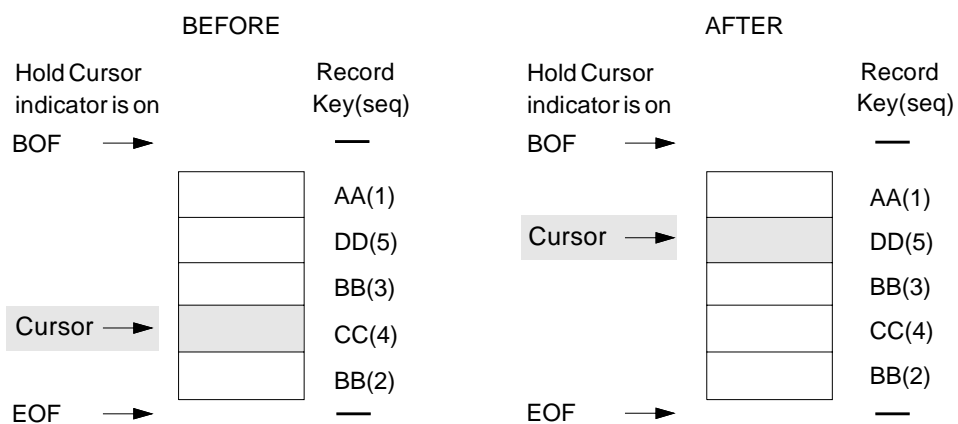 BEFORE
Hold Cursor
indicator is on
Record
Key(seq)
BOF
—
AA(1)
DD(5)
BB(3)
Cursor
CC(4)
BB(2)
EOF
—
AFTER
Hold Cursor
indicator is on
Record
Key(seq)
BOF
—
AA(1)
Cursor
DD(5)
BB(3)
CC(4)
BB(2)
EOF
—